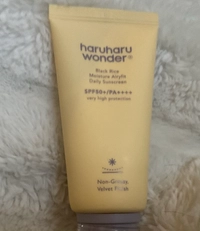 haruharu
wonder®
Black Rice
Moisture Airyfit
Daily Sunscreen
SPF50+/PA++++
very high protection
Non-Greasy,
Velvet Finish